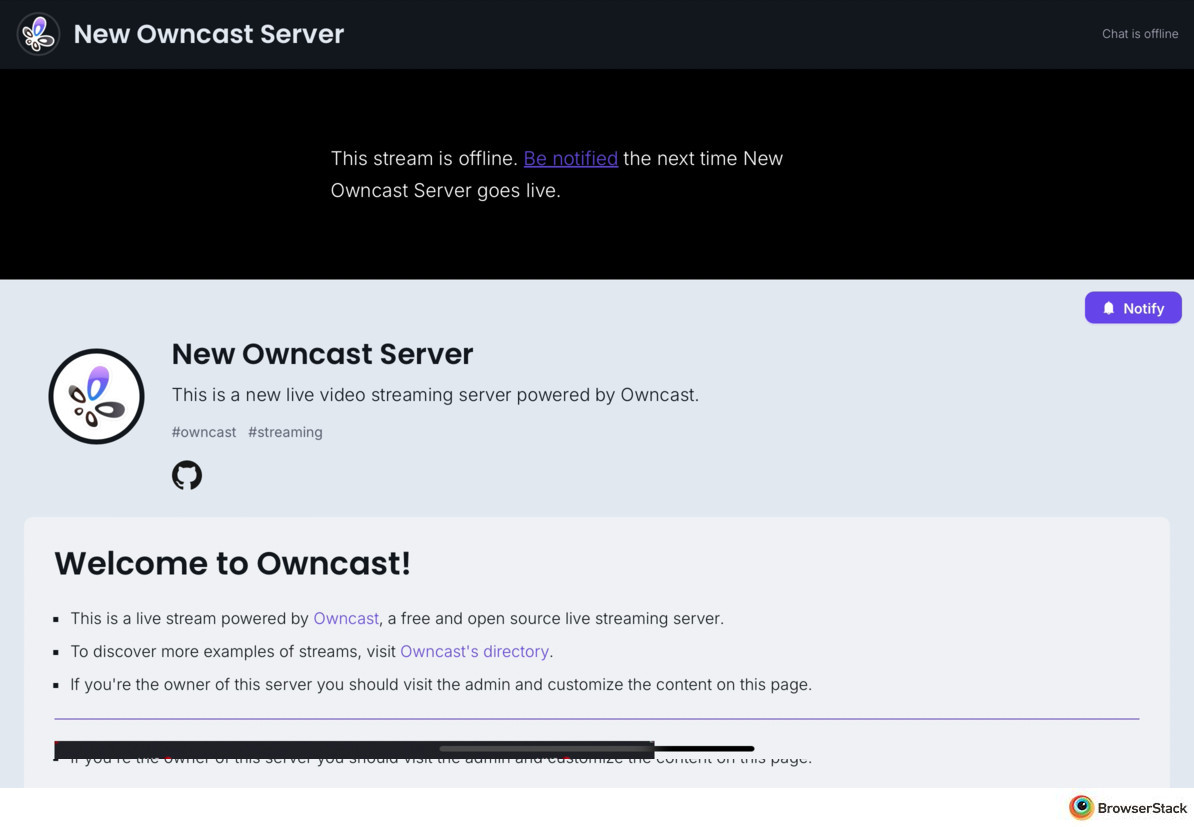 New Owncast Server
Chat is offline
This stream is offline. Be notified the next time New
Owncast Server goes live.
Notify
New Owncast Server
This is a new live video streaming server powered by Owncast.
#owncast #streaming
Welcome to Owncast!
This is a live stream powered by Owncast, a free and open source live streaming server.
To discover more examples of streams, visit Owncast's directory.
If you're the owner of this server you should visit the admin and customize the content on this page.
If you're the owner of this server you should visit the admin and customize the content on this page.
BrowserStack